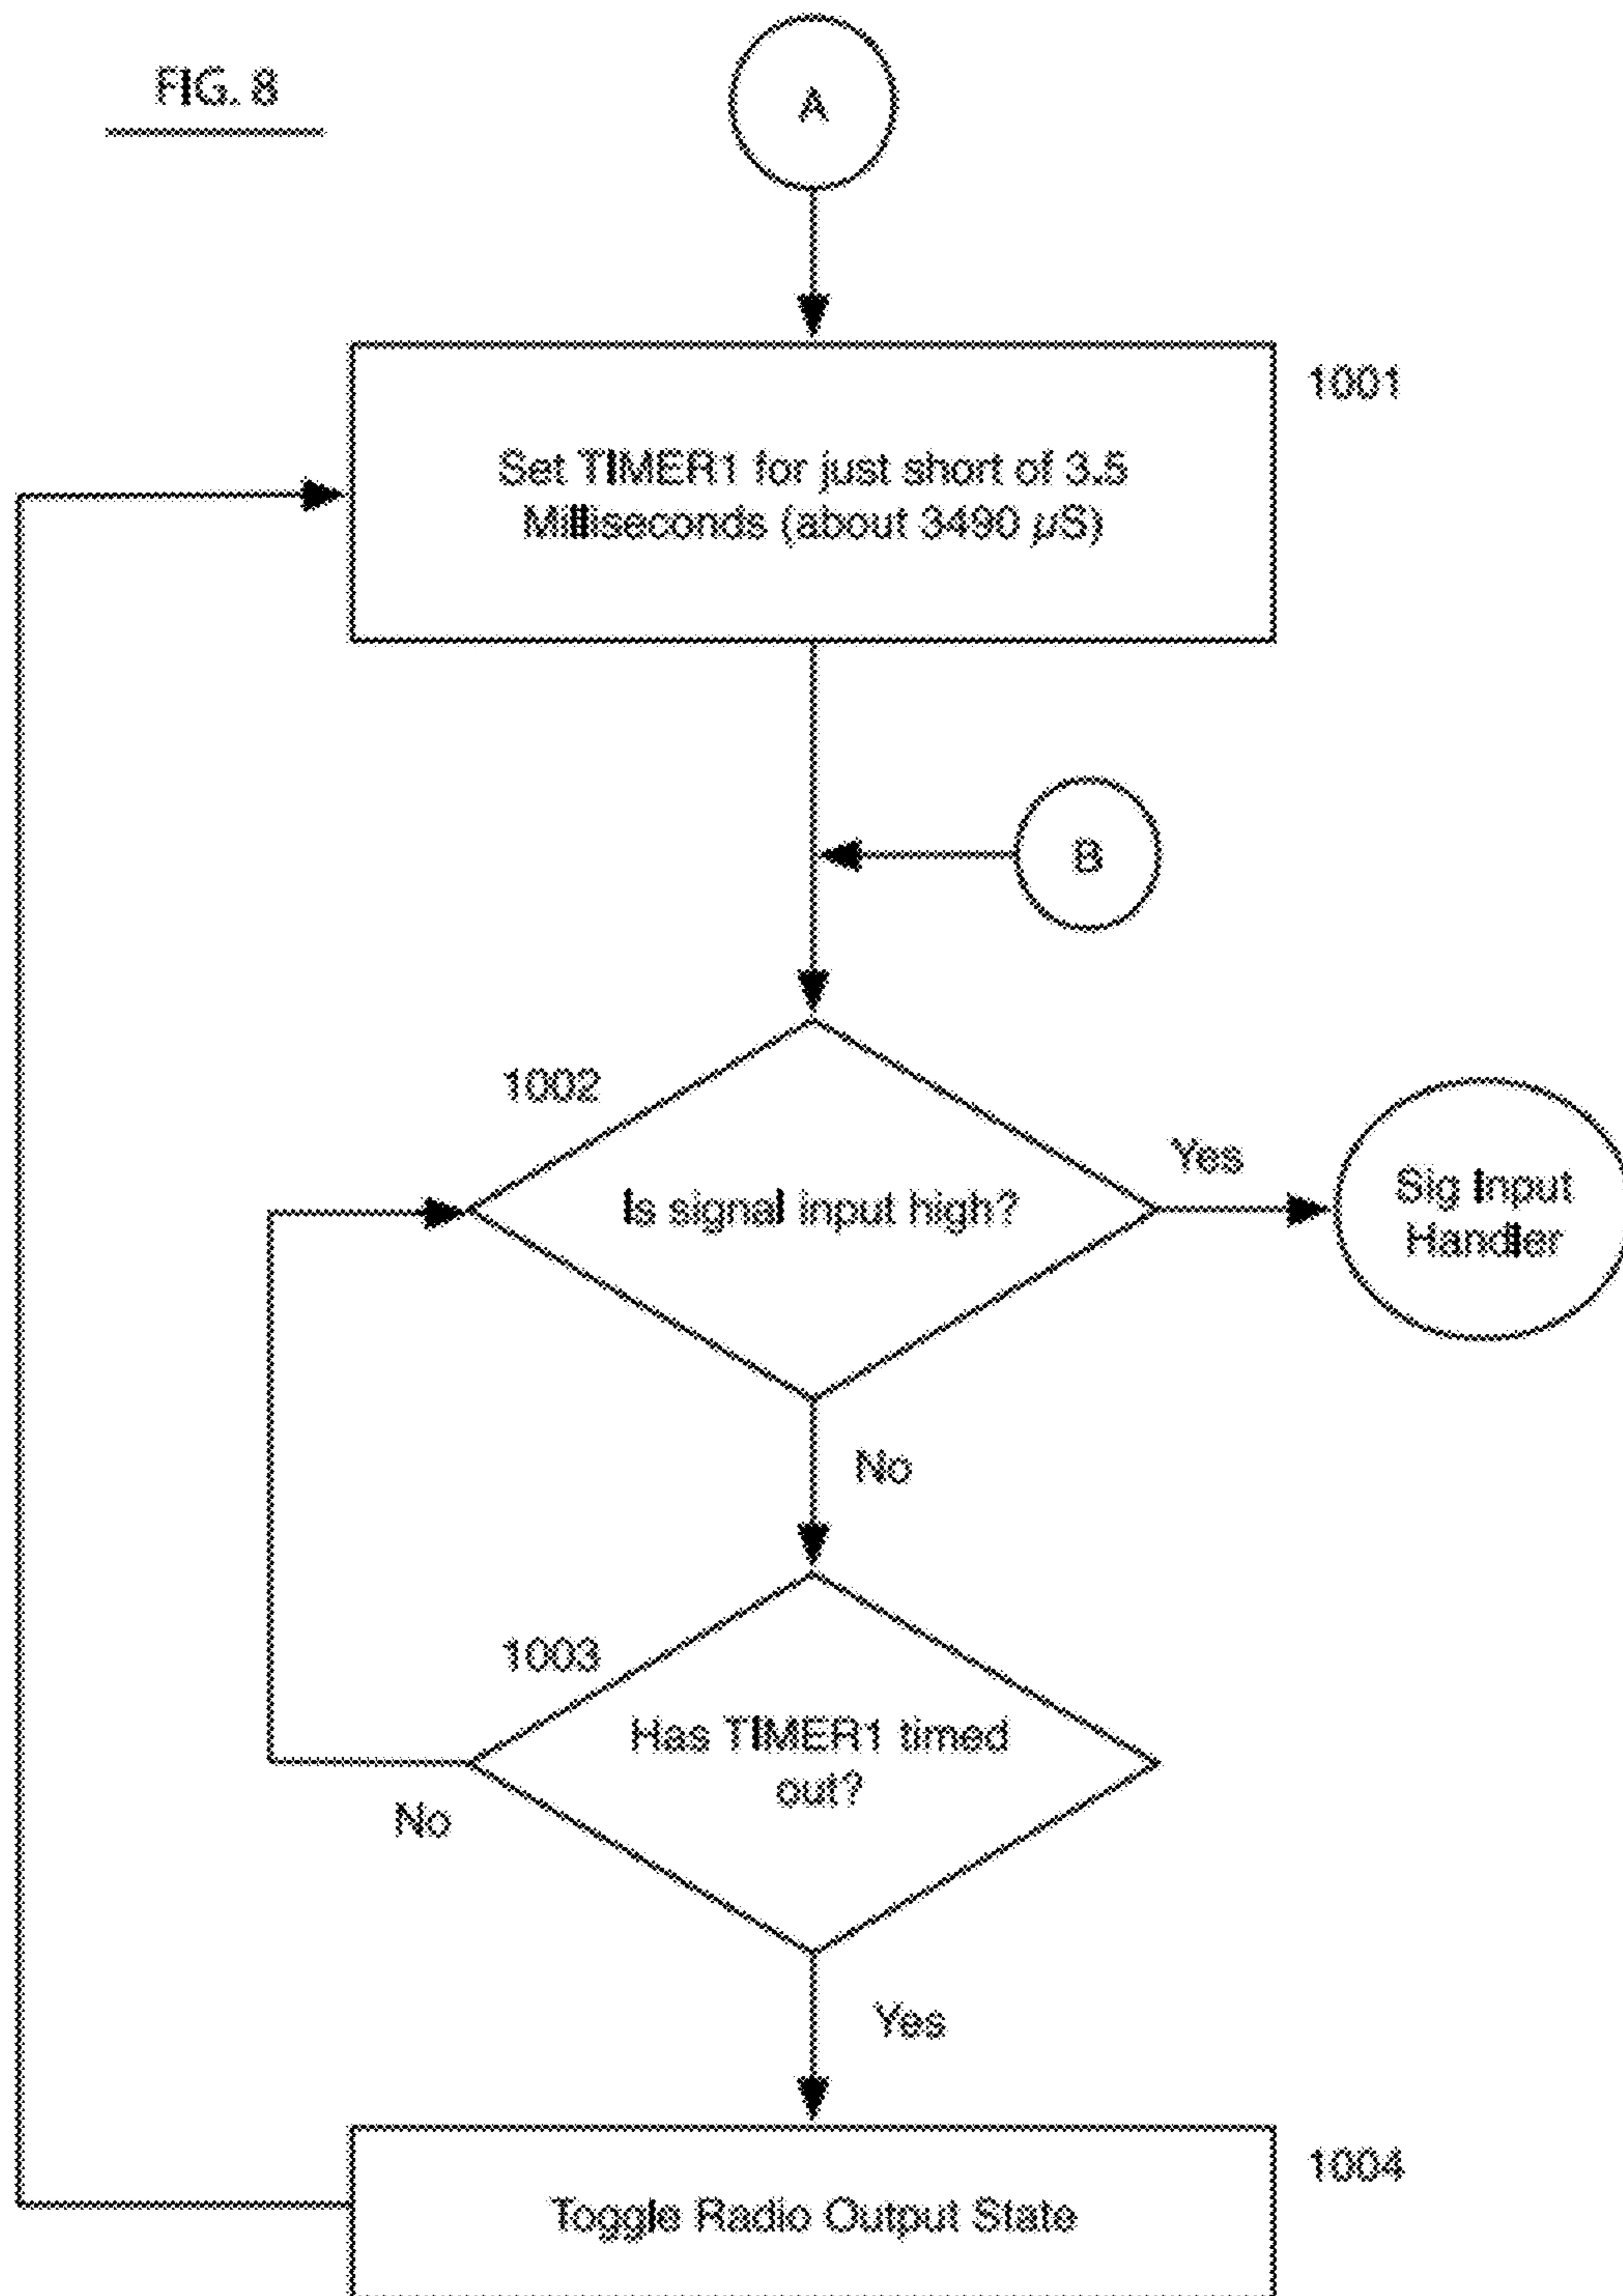 FIG. 8
A
1001
Set TIMER1 for just short of 3.5
Milliseconds (about 3490 µS)
B
1002
Is signal input high?
Yes
Sig Input
Handler
No
1003
Has TIMER1 timed
out?
No
Yes
1004
Toggle Radio Output State